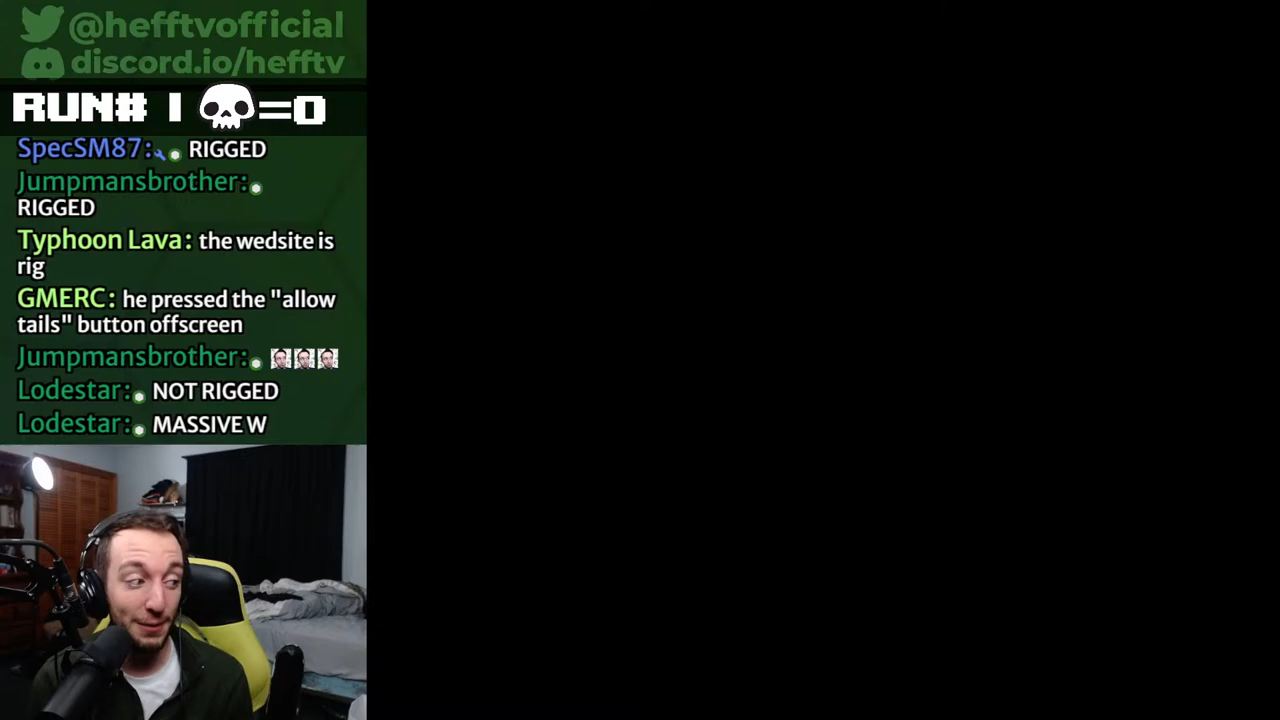 @hefftvofficial
discord.io/hefftv
RUN# 1 =0
SpecSM87: RIGGED
Jumpmansbrother:
RIGGED
Typhoon Lava: the wedsite is
rig
GMERC: he pressed the "allow
tails" button offscreen
Jumpmansbrother:
Lodestar: NOT RIGGED
Lodestar: MASSIVE W